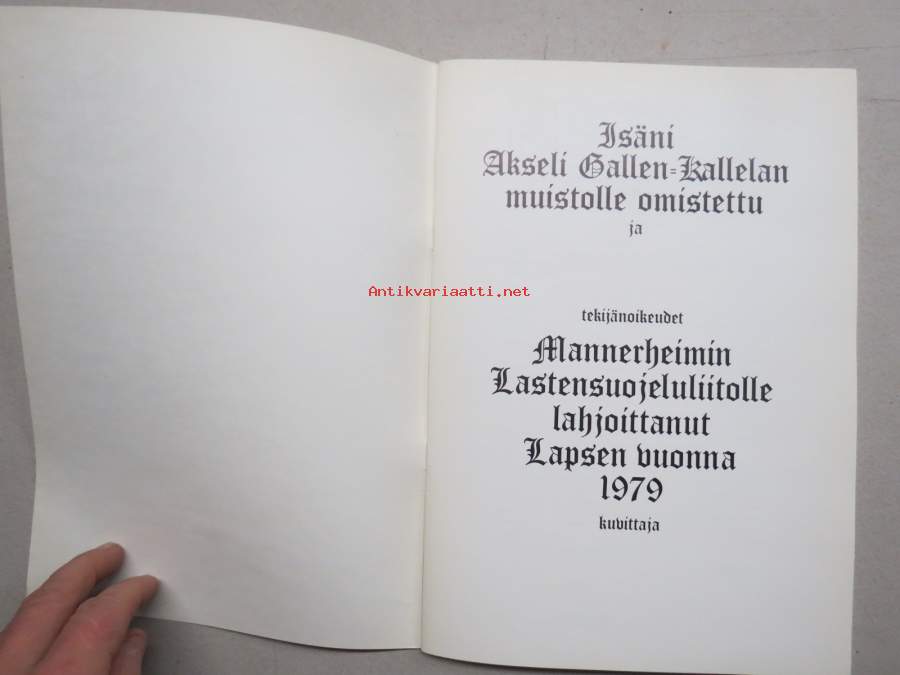 Isäni
Akseli Gallen-Kallelan
muistolle omistettu
ja
Antikvariaatti.net
tekijänoikeudet
Mannerheimin
Lastensuojeluliitolle
lahjoittanut
Lapsen vuonna
1979
kuvittaja